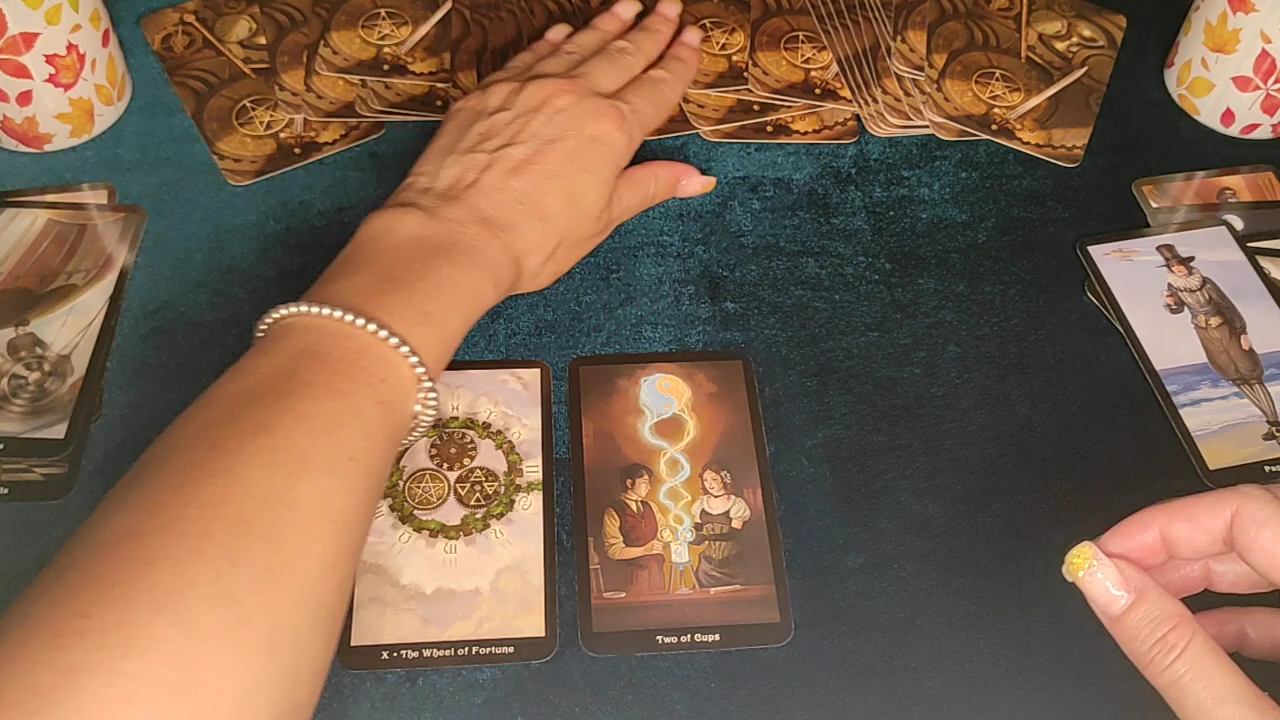 X • The Wheel of Fortune
Two of Cups